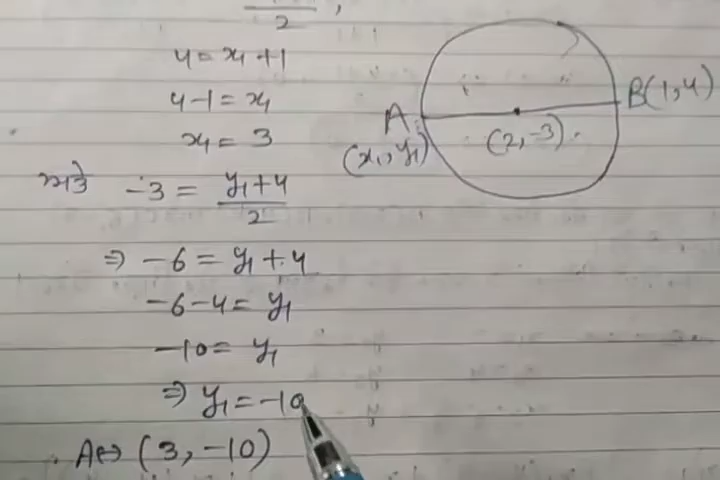 2 ,
4 = x₁ + 1
4 - 1 = x₁
x₁ = 3
-3 = (y₁ + 4)/2
⇒ -6 = y₁ + 4
-6 - 4 = y₁
-10 = y₁
⇒ y₁ = -10
A ⇔ (3, -10)
A
(x₁, y₁)
(2, -3).
B(1, 4)